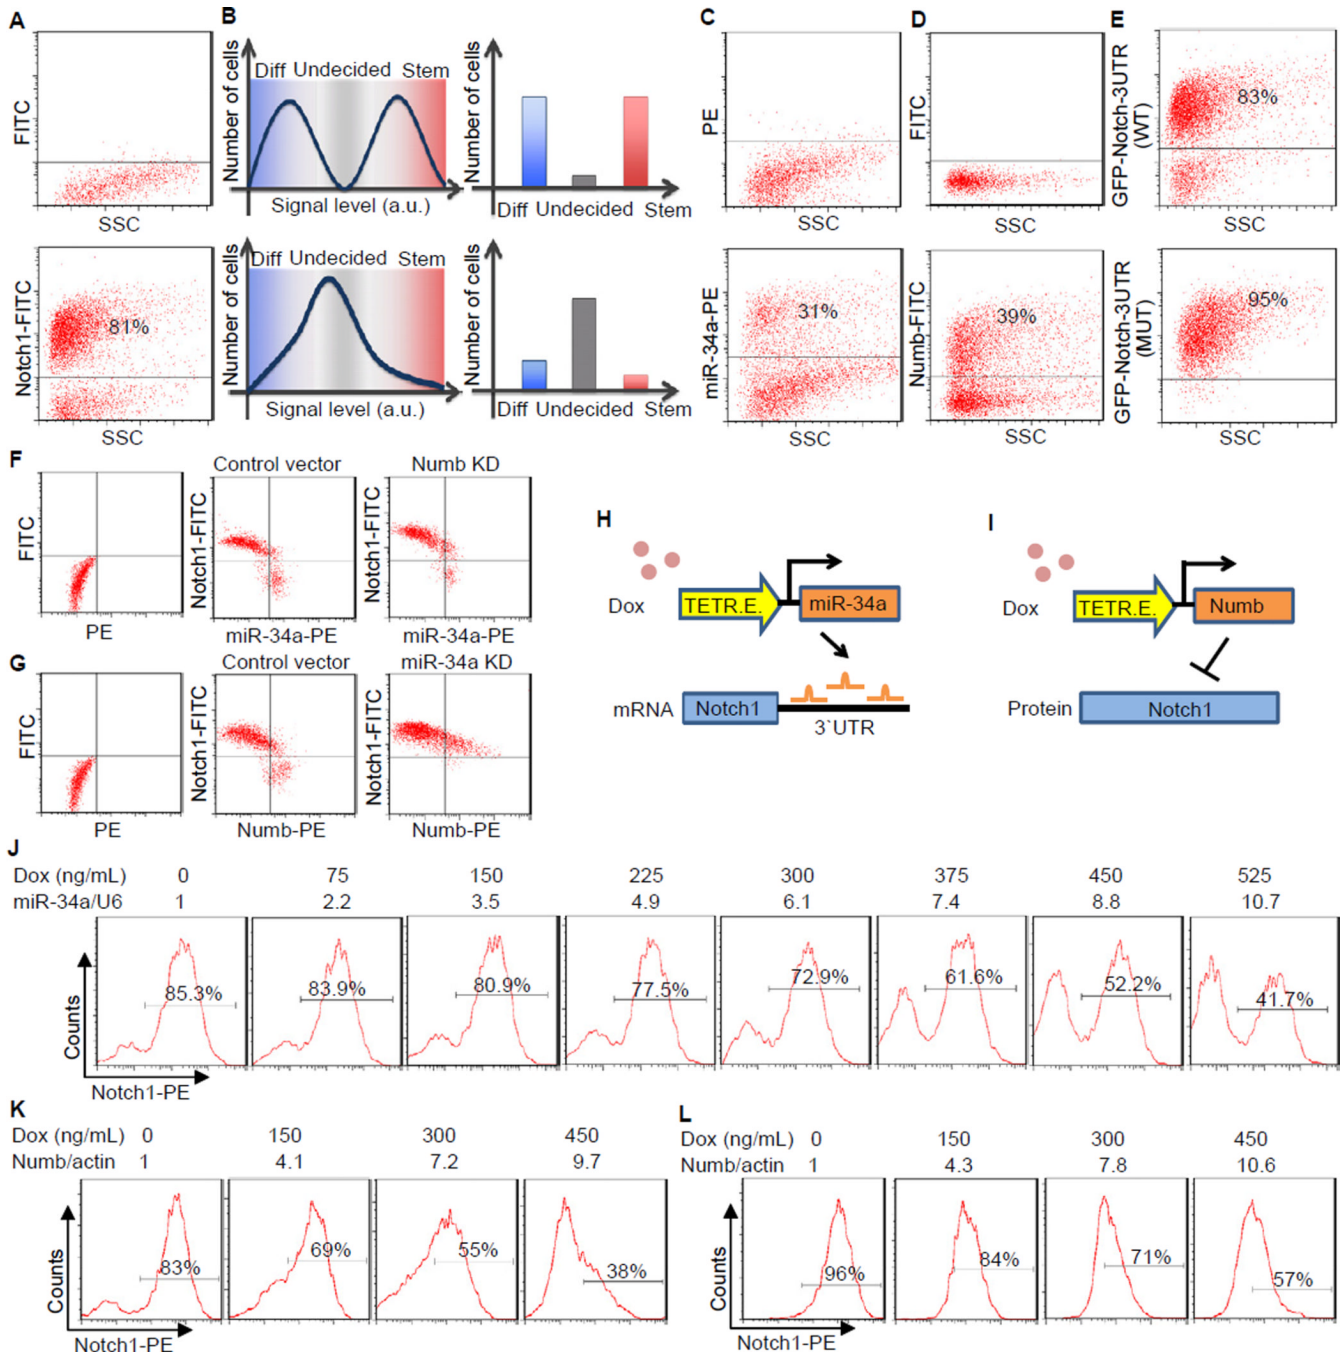 A
FITC
SSC
Notch1-FITC
81%
SSC
B
Number of cells
Diff Undecided Stem
Signal level (a.u.)
Number of cells
Diff Undecided Stem
Number of cells
Diff Undecided Stem
Signal level (a.u.)
Number of cells
Diff Undecided Stem
C
PE
SSC
miR-34a-PE
31%
SSC
D
FITC
SSC
Numb-FITC
39%
SSC
E
GFP-Notch-3UTR
(WT)
83%
SSC
GFP-Notch-3UTR
(MUT)
95%
SSC
F
FITC
PE
Control vector
Notch1-FITC
miR-34a-PE
Numb KD
Notch1-FITC
miR-34a-PE
G
FITC
PE
Control vector
Notch1-FITC
Numb-PE
miR-34a KD
Notch1-FITC
Numb-PE
H
Dox
TETR.E.
miR-34a
mRNA
Notch1
3`UTR
I
Dox
TETR.E.
Numb
Protein
Notch1
J
Dox (ng/mL) 0 75 150 225 300 375 450 525
miR-34a/U6 1 2.2 3.5 4.9 6.1 7.4 8.8 10.7
85.3% 83.9% 80.9% 77.5% 72.9% 61.6% 52.2% 41.7%
Counts
Notch1-PE
K
Dox (ng/mL) 0 150 300 450
Numb/actin 1 4.1 7.2 9.7
83% 69% 55% 38%
Counts
Notch1-PE
L
Dox (ng/mL) 0 150 300 450
Numb/actin 1 4.3 7.8 10.6
96% 84% 71% 57%
Counts
Notch1-PE